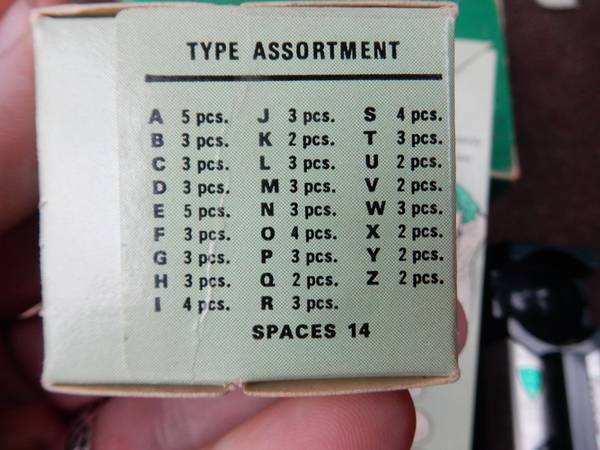 TYPE ASSORTMENT
A 5 pcs. J 3 pcs. S 4 pcs.
B 3 pcs. K 2 pcs. T 3 pcs.
C 3 pcs. L 3 pcs. U 2 pcs.
D 3 pcs. M 3 pcs. V 2 pcs.
E 5 pcs. N 3 pcs. W 3 pcs.
F 3 pcs. O 4 pcs. X 2 pcs.
G 3 pcs. P 3 pcs. Y 2 pcs.
H 3 pcs. Q 2 pcs. Z 2 pcs.
I 4 pcs. R 3 pcs.
SPACES 14